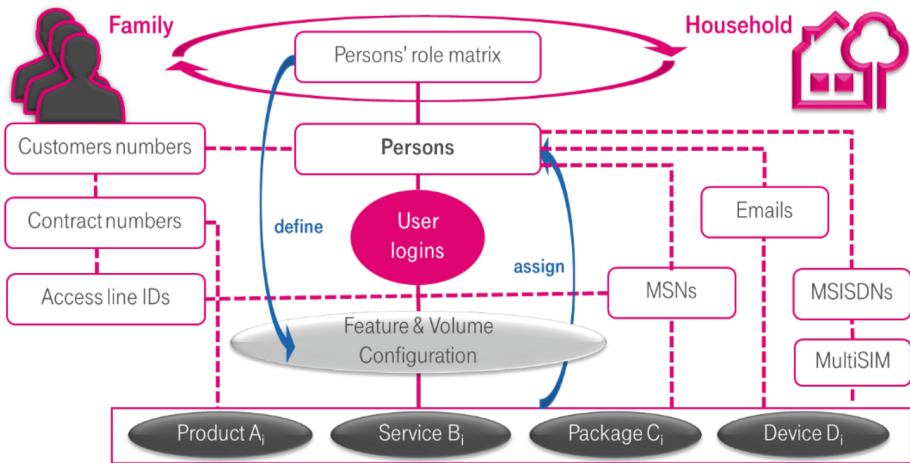 Family
Household
Persons' role matrix
Customers numbers
Persons
Contract numbers
User
logins
Emails
define
assign
Access line IDs
MSNs
MSISDNs
Feature & Volume
Configuration
MultiSIM
Product Ai
Service Bi
Package Ci
Device Di